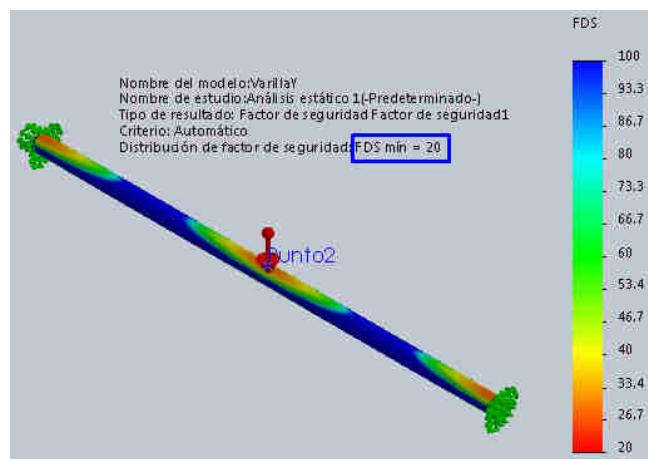 FDS
Nombre del modelo:VarillaY
Nombre de estudio:Análisis estático 1(-Predeterminado-)
Tipo de resultado: Factor de seguridad Factor de seguridad1
Criterio: Automático
Distribución de factor de seguridad:FDS mín = 20
Punto2
100
93.3
86.7
80
73.3
66.7
60
53.4
46.7
40
33.4
26.7
20